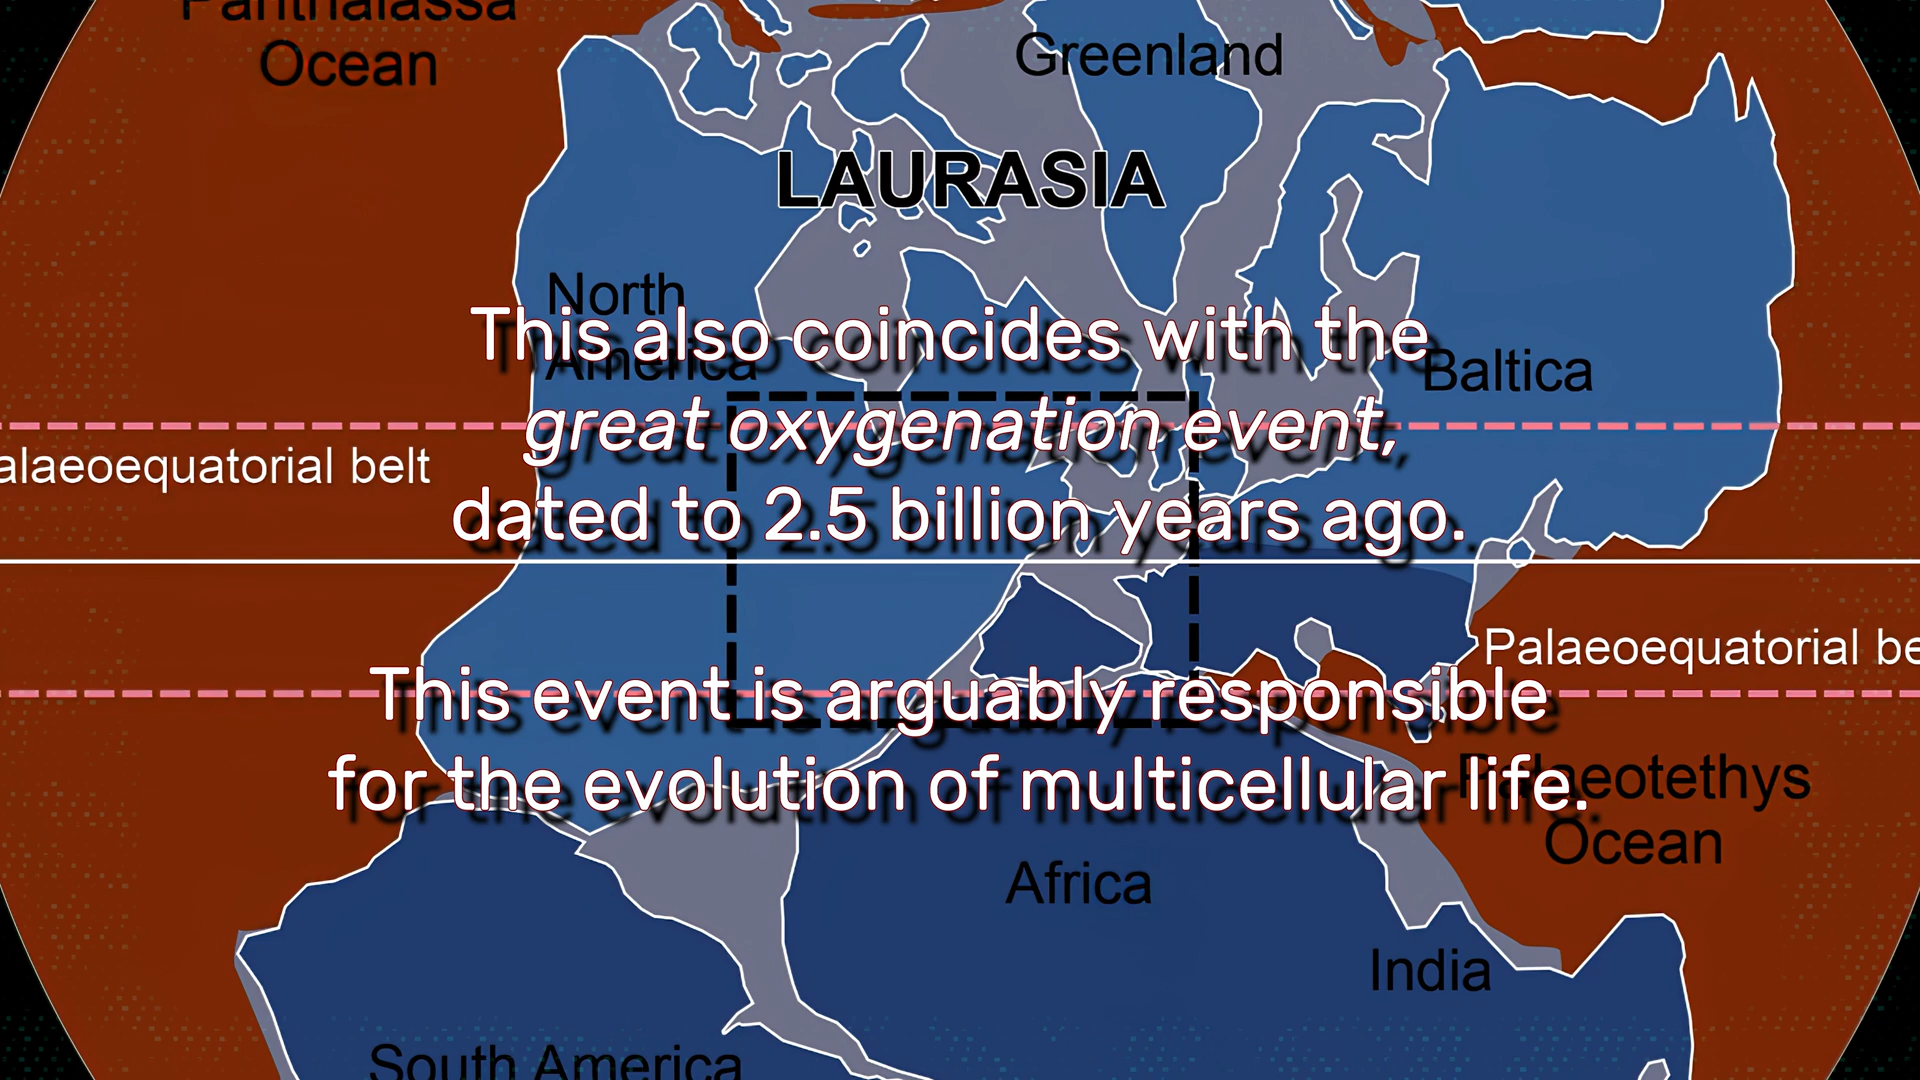 Panthalassa
Ocean
Greenland
LAURASIA
North
America
Baltica
This also coincides with the
great oxygenation event,
dated to 2.5 billion years ago.
alaeoequatorial belt
Palaeoequatorial be
This event is arguably responsible
for the evolution of multicellular life.
Palaeotethys
Ocean
Africa
India
South America